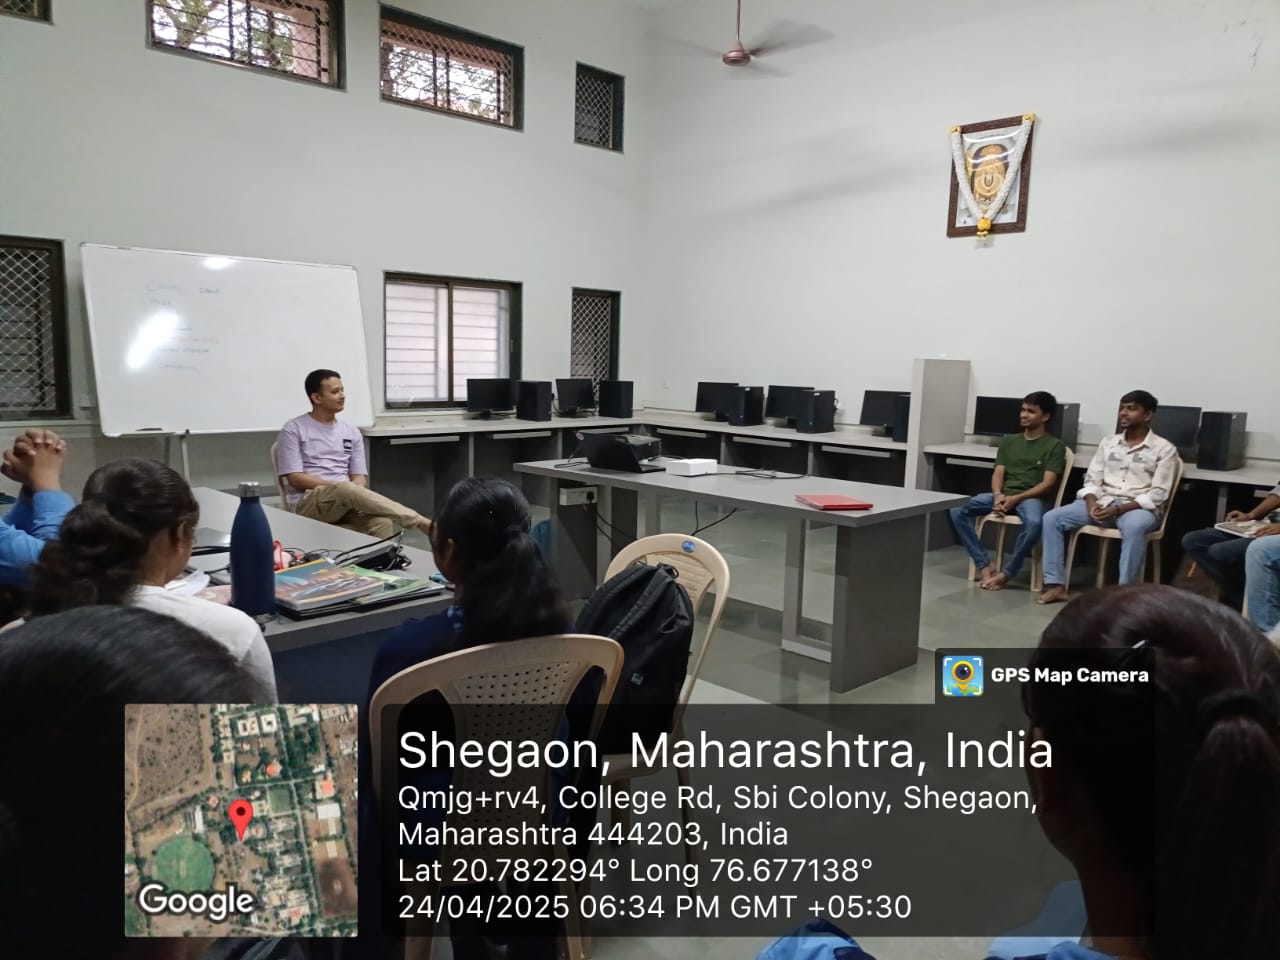 GPS Map Camera
Shegaon, Maharashtra, India
Qmjg+rv4, College Rd, Sbi Colony, Shegaon,
Maharashtra 444203, India
Lat 20.782294° Long 76.677138°
24/04/2025 06:34 PM GMT +05:30
Google